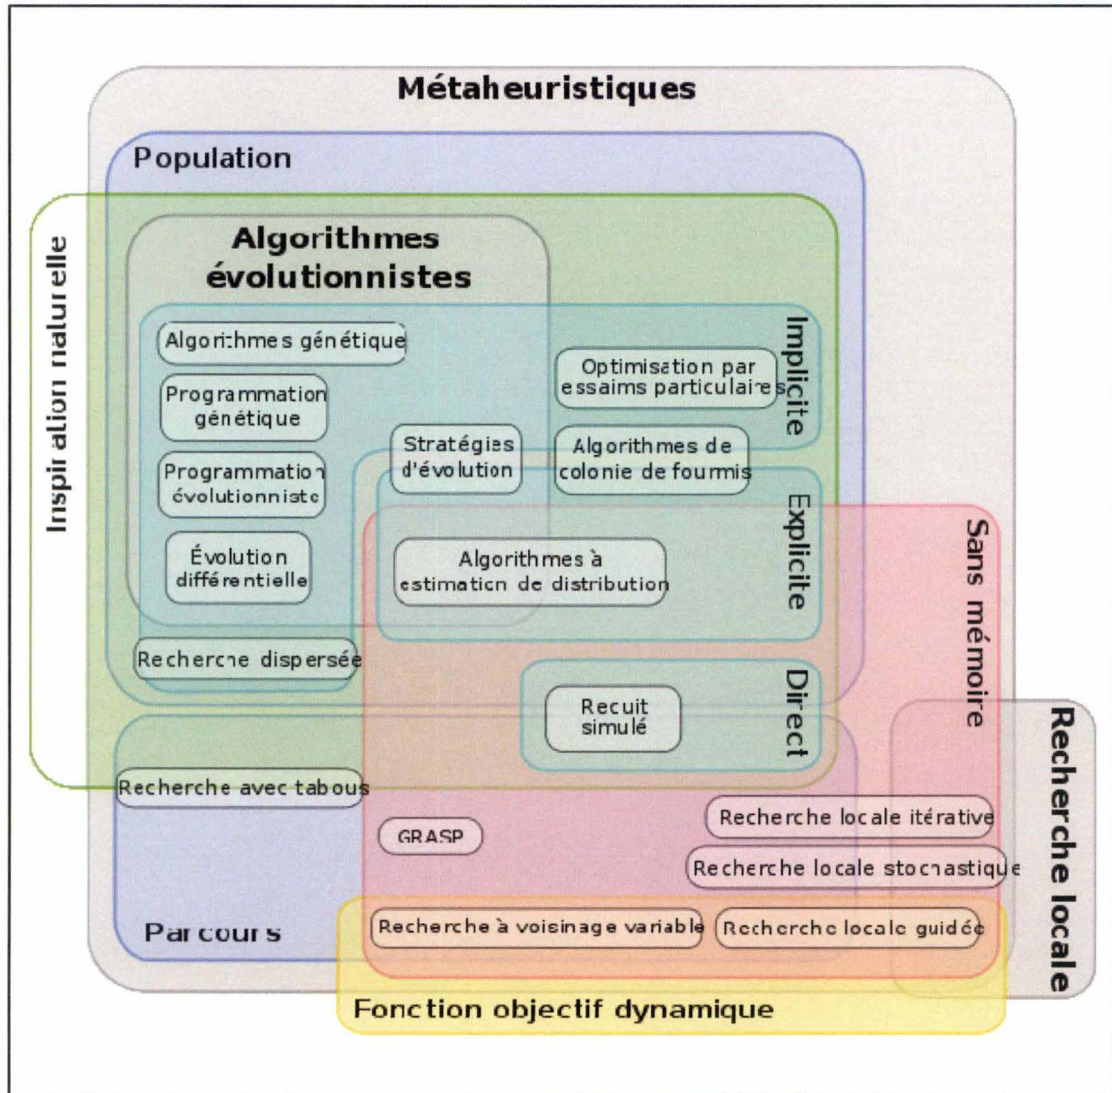 Métaheuristiques
Population
Inspiration naturelle
Algorithmes
évolutionnistes
Implicite
Algorithmes génétique
Optimisation par
essaims particulaires
Programmation
génétique
Stratégies
d'évolution
Algorithmes de
colonie de fourmis
Programmation
évolutionniste
Explicite
Sans mémoire
Évolution
différentielle
Algorithmes à
estimation de distribution
Recherche dispersée
Direct
Recuit
simulé
Recherche locale
Recherche avec tabous
GRASP
Recherche locale itérative
Recherche locale stochastique
Parcours
Recherche à voisinage variable
Recherche locale guidée
Fonction objectif dynamique